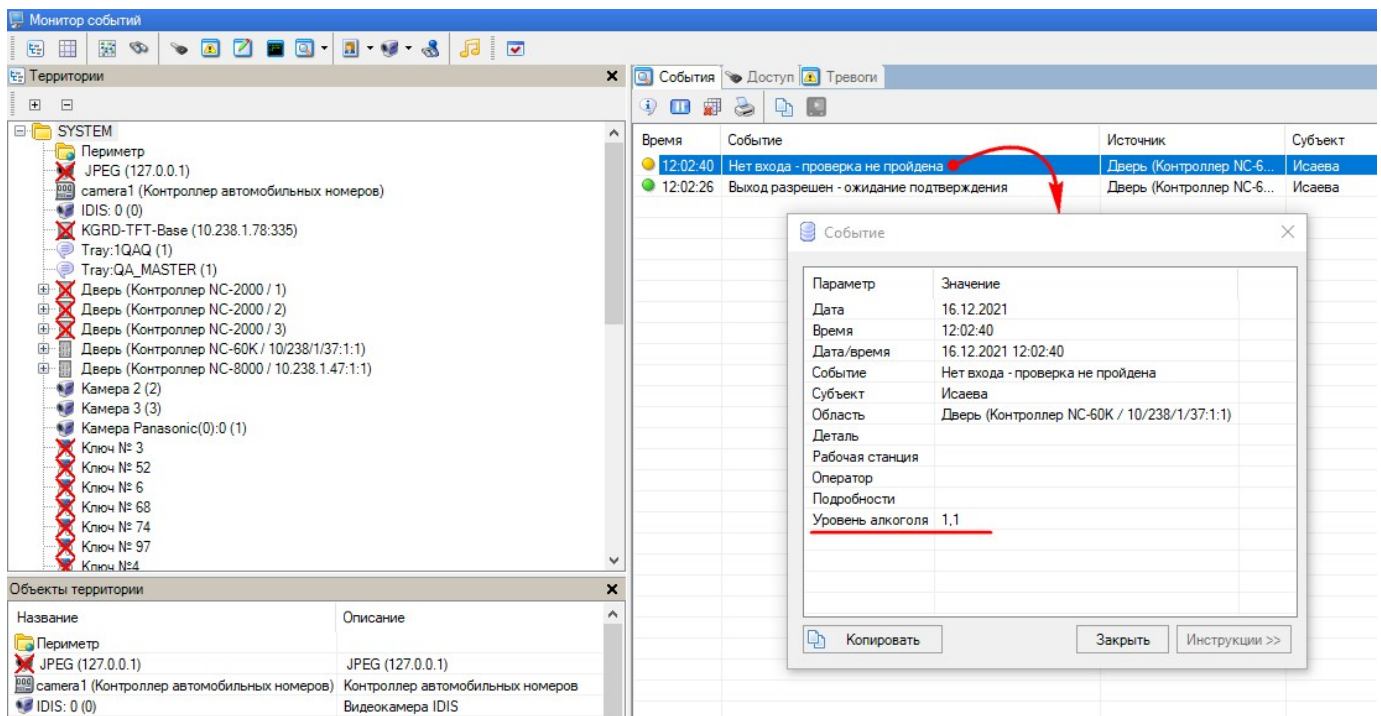 Монитор событий
Территории
SYSTEM
Периметр
JPEG (127.0.0.1)
camera1 (Контроллер автомобильных номеров)
IDIS: 0 (0)
KGRD-TFT-Base (10.238.1.78:335)
Tray:1QAQ (1)
Tray:QA_MASTER (1)
Дверь (Контроллер NC-2000 / 1)
Дверь (Контроллер NC-2000 / 2)
Дверь (Контроллер NC-2000 / 3)
Дверь (Контроллер NC-60K / 10/238/1/37:1:1)
Дверь (Контроллер NC-8000 / 10.238.1.47:1:1)
Камера 2 (2)
Камера 3 (3)
Камера Panasonic(0):0 (1)
Ключ № 3
Ключ № 52
Ключ № 6
Ключ № 68
Ключ № 74
Ключ № 97
Ключ №4
Объекты территории
Название Описание
Периметр
JPEG (127.0.0.1) JPEG (127.0.0.1)
camera1 (Контроллер автомобильных номеров) Контроллер автомобильных номеров
IDIS: 0 (0) Видеокамера IDIS
События Доступ Тревоги
Время Событие Источник Субъект
12:02:40 Нет входа - проверка не пройдена Дверь (Контроллер NC-6... Исаева
12:02:26 Выход разрешен - ожидание подтверждения Дверь (Контроллер NC-6... Исаева
Событие
Параметр Значение
Дата 16.12.2021
Время 12:02:40
Дата/время 16.12.2021 12:02:40
Событие Нет входа - проверка не пройдена
Субъект Исаева
Область Дверь (Контроллер NC-60K / 10/238/1/37:1:1)
Деталь
Рабочая станция
Оператор
Подробности
Уровень алкоголя 1,1
Копировать Закрыть Инструкции >>